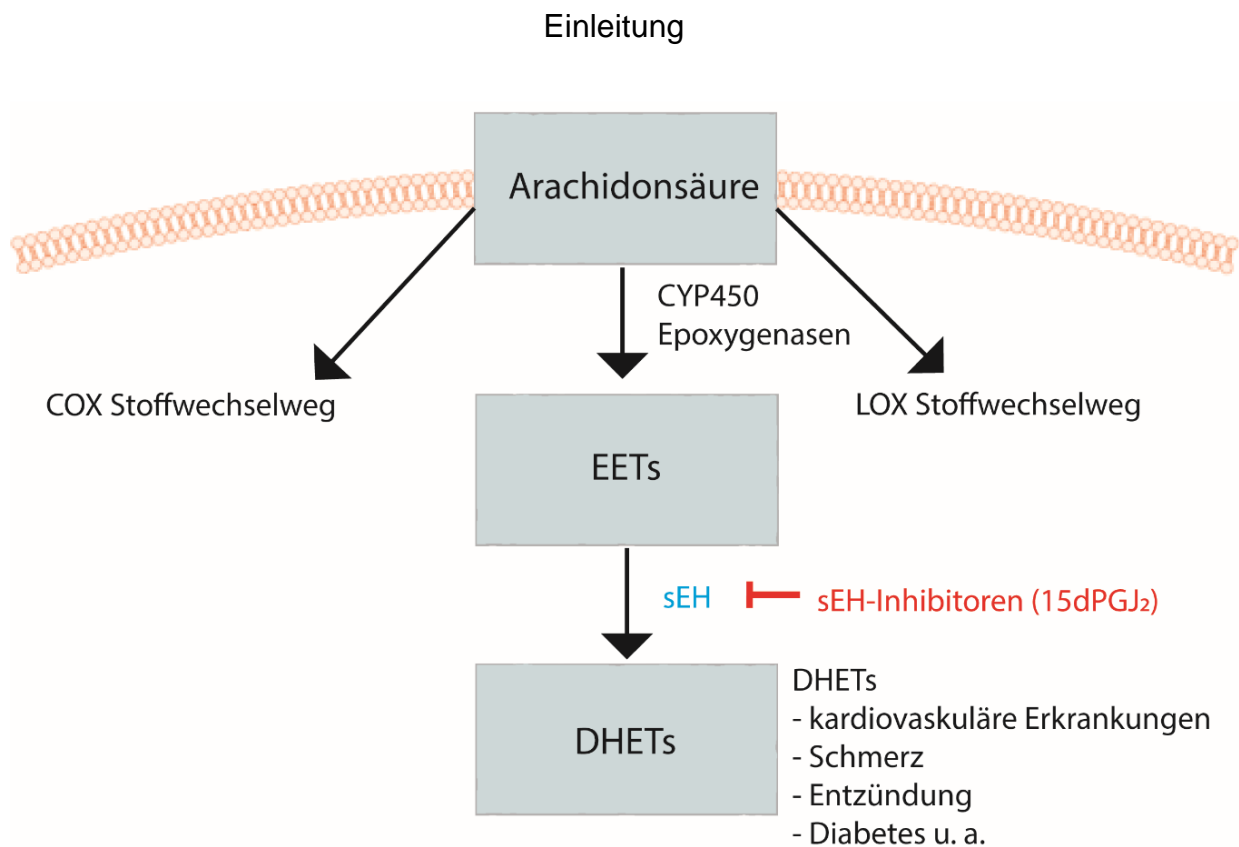 Einleitung
Arachidonsäure
CYP450
Epoxygenasen
COX Stoffwechselweg
LOX Stoffwechselweg
EETs
sEH
sEH-Inhibitoren (15dPGJ₂)
DHETs
DHETs
- kardiovaskuläre Erkrankungen
- Schmerz
- Entzündung
- Diabetes u. a.